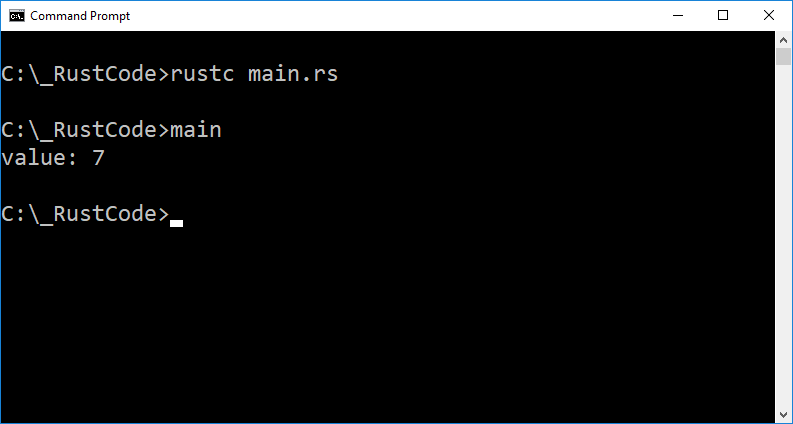 Command Prompt
C:\_RustCode>rustc main.rs
C:\_RustCode>main
value: 7
C:\_RustCode>